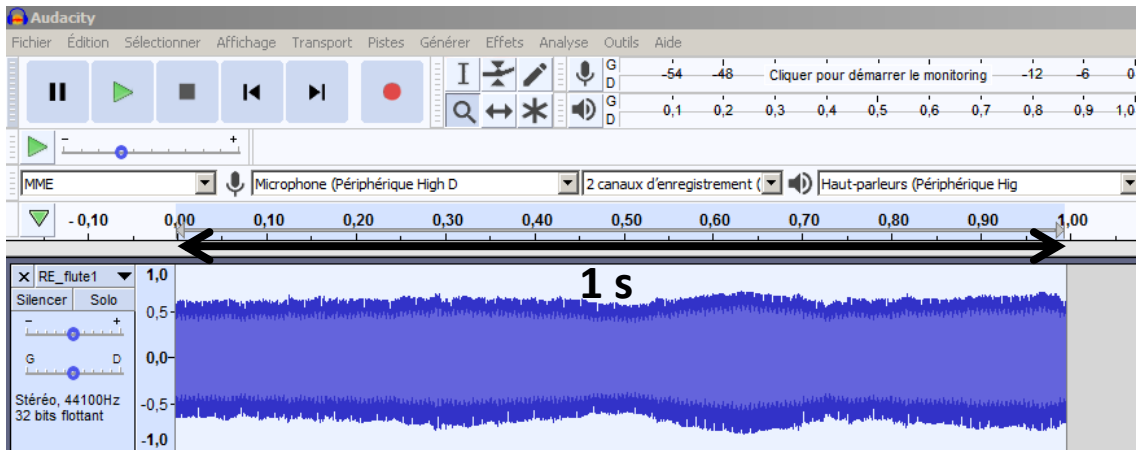 Audacity
Fichier Édition Sélectionner Affichage Transport Pistes Générer Effets Analyse Outils Aide
G
D
-54 -48 Cliquer pour démarrer le monitoring -12 -6 0
G
D
0,1 0,2 0,3 0,4 0,5 0,6 0,7 0,8 0,9 1,0
- +
MME Microphone (Périphérique High D 2 canaux d'enregistrement ( Haut-parleurs (Périphérique Hig
- 0,10 0,00 0,10 0,20 0,30 0,40 0,50 0,60 0,70 0,80 0,90 1,00
1 s
× RE_flute1
Silencer Solo
- +
G D
Stéréo, 44100Hz
32 bits flottant
1,0
0,5-
0,0-
-0,5-
-1,0